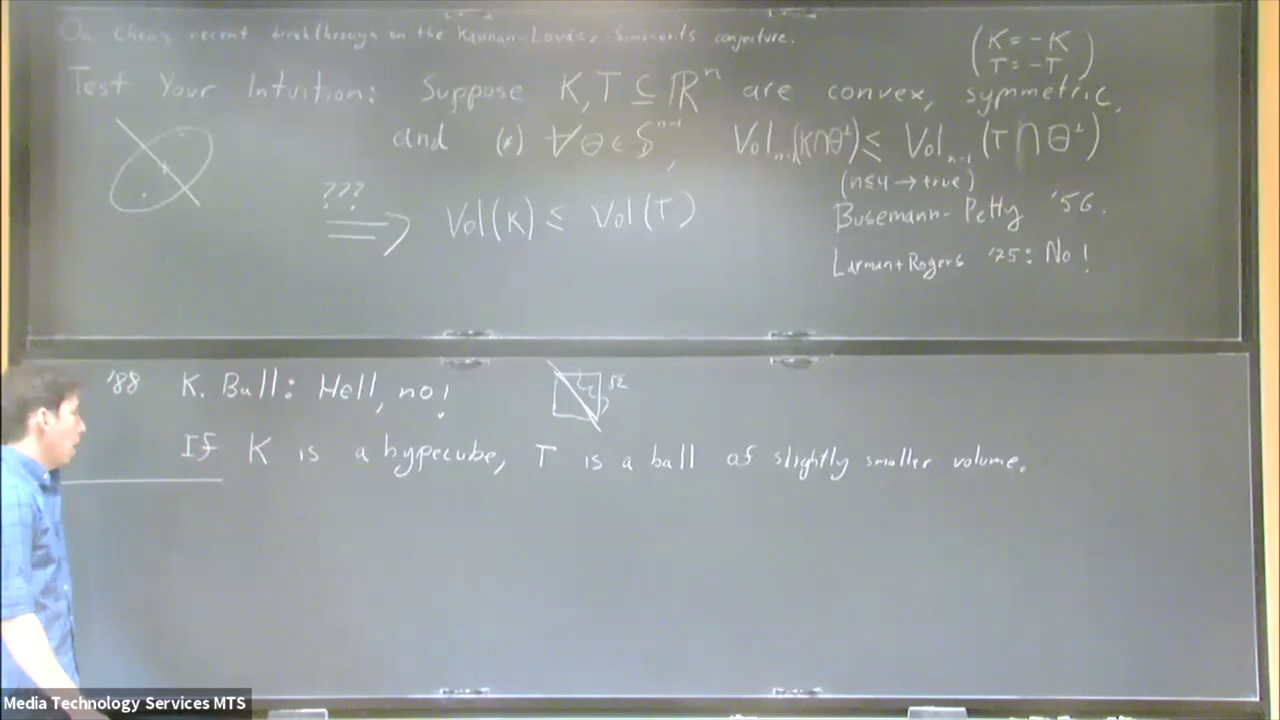 On Chen's recent breakthrough on the Kannan-Lovász-Simonovits conjecture.
(K = -K
T = -T)
Test Your Intuition: Suppose K, T ⊆ ℝⁿ are convex, symmetric,
and (*) ∀θ ∈ Sⁿ⁻¹, Volₙ₋₁(K∩θ^⊥) ≤ Volₙ₋₁(T∩θ^⊥)
(n≤4 → true)
???
⟹ Vol(K) ≤ Vol(T)
Busemann-Petty '56.
Larman+Rogers '75: No!
'88 K. Ball: Hell, no!
√2
If K is a hypecube, T is a ball of slightly smaller volume.
Media Technology Services MTS